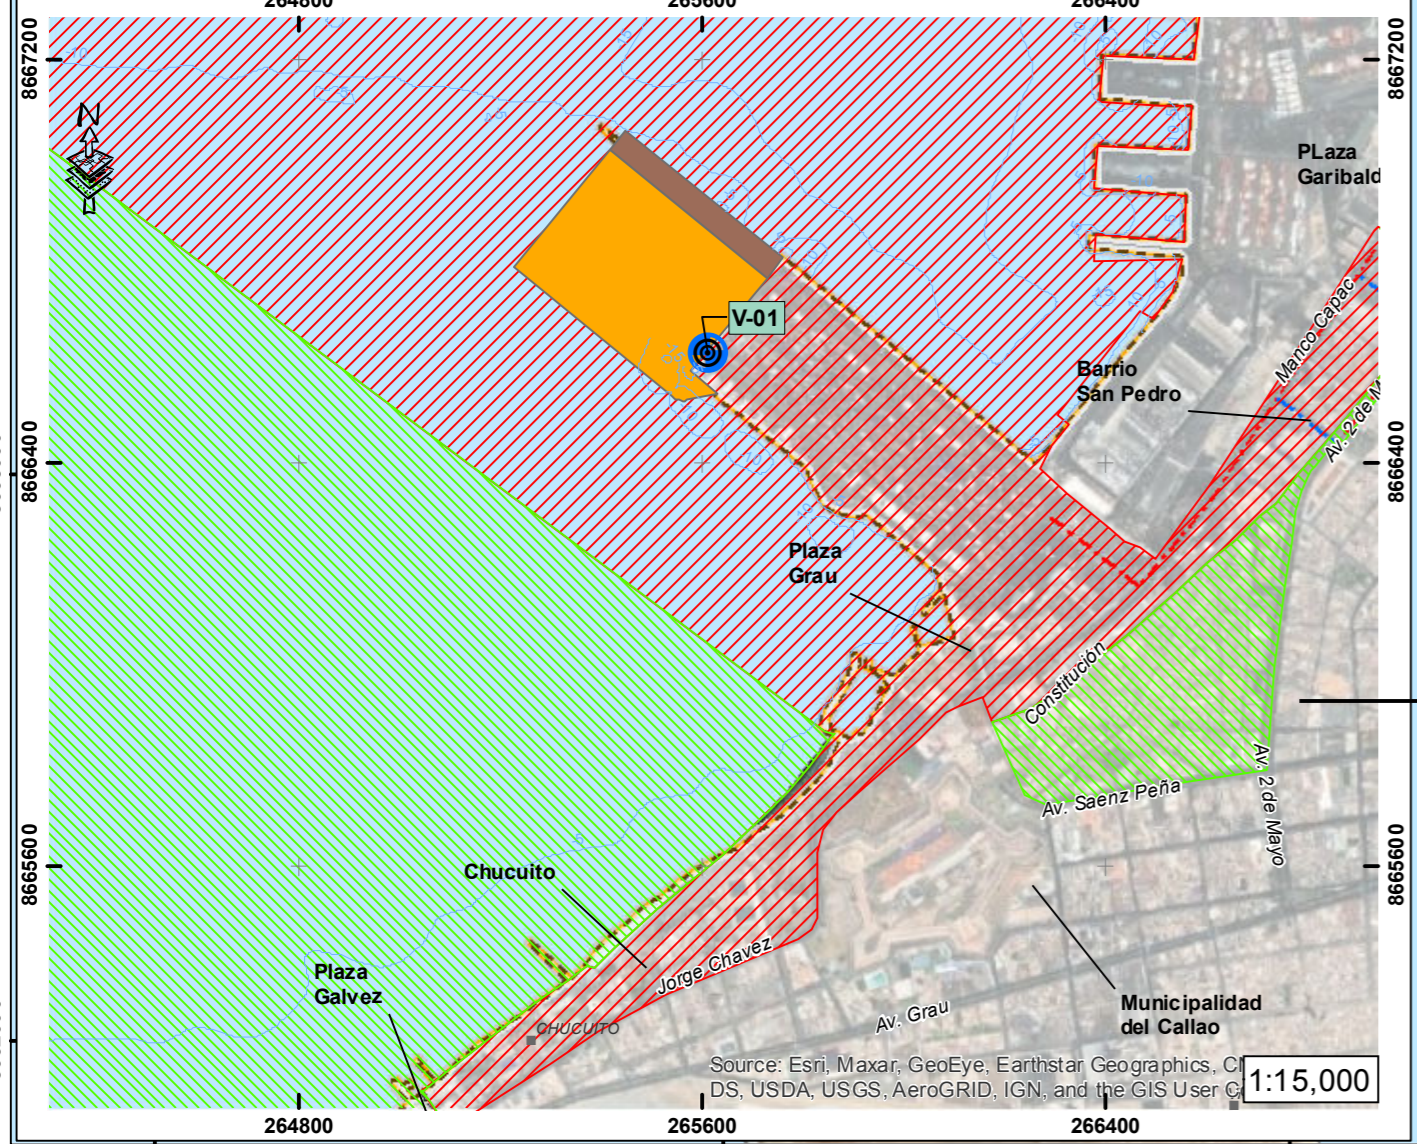 264800
265600
266400
8667200
8667200
N
PLaza
Garibald
V-01
Manco Capac
Barrio
San Pedro
Av. 2 de M
8666400
8666400
Plaza
Grau
Constitución
Av. Saenz Peña
Av. 2 de Mayo
8665600
8665600
Chucuito
Jorge Chavez
Plaza
Galvez
CHUCUITO
Av. Grau
Municipalidad
del Callao
Source: Esri, Maxar, GeoEye, Earthstar Geographics,
DS, USDA, USGS, AeroGRID, IGN, and the GIS User
1:15,000
264800
265600
266400